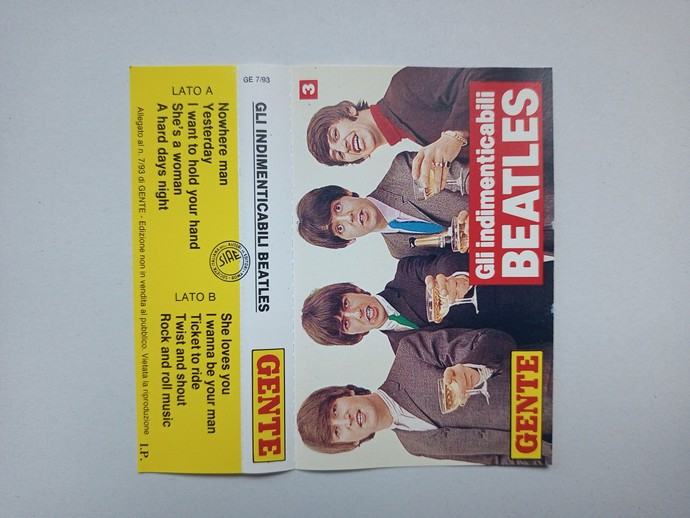 3
Gli indimenticabili
BEATLES
GENTE
GE 7/93
GLI INDIMENTICABILI BEATLES
GENTE
LATO A
Nowhere man
Yesterday
I want to hold your hand
She's a woman
A hard days night
SIAE
LATO B
She loves you
I wanna be your man
Ticket to ride
Twist and shout
Rock and roll music
Allegato al n. 7/93 di GENTE - Edizione non in vendita al pubblico. Vietata la riproduzione I.P.